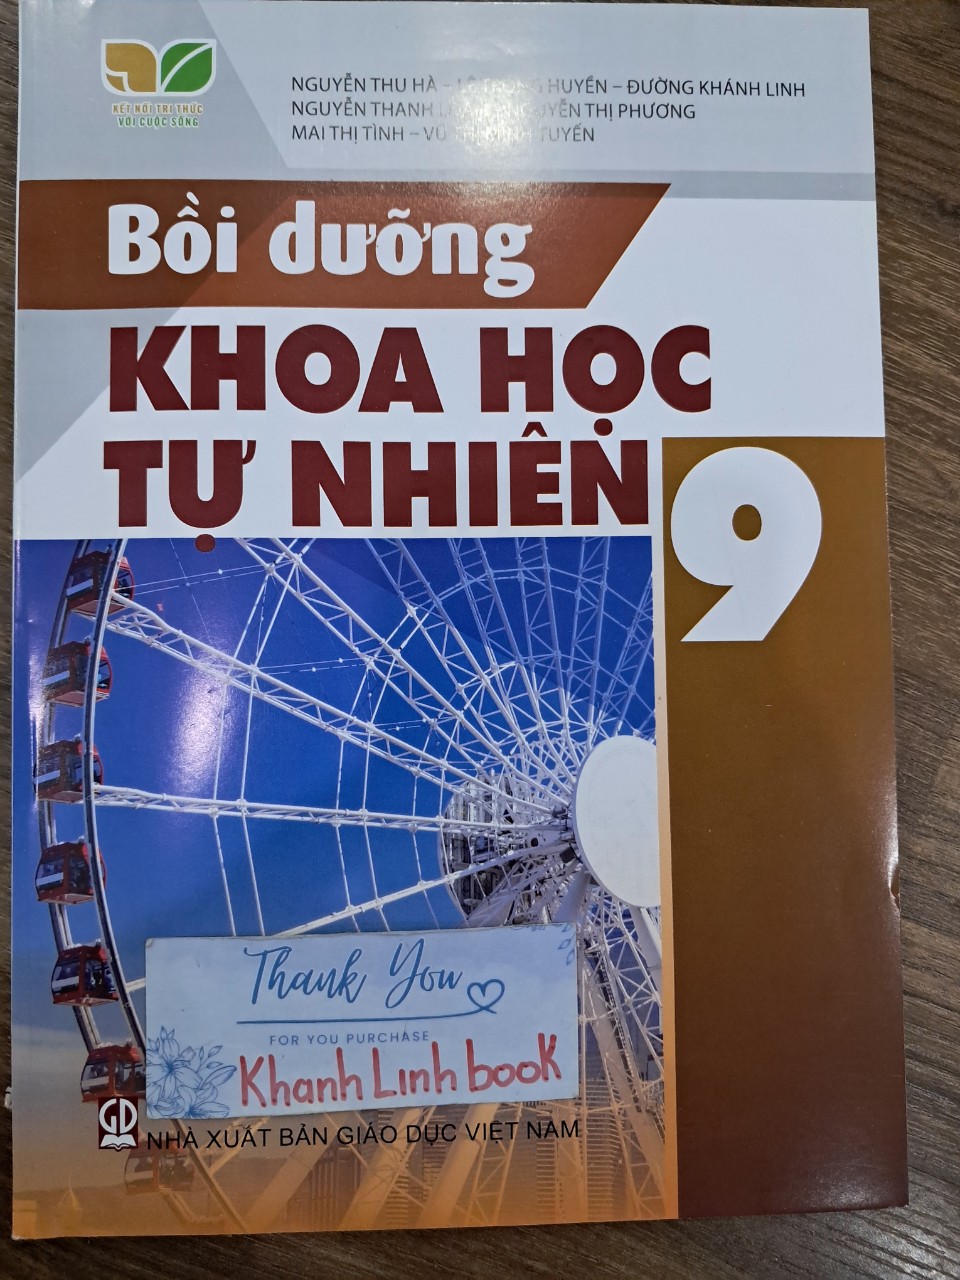 KẾT NỐI TRI THỨC
VỚI CUỘC SỐNG
NGUYỄN THU HÀ – HUYỀN – ĐƯỜNG KHÁNH LINH
NGUYỄN THANH NGUYỄN THỊ PHƯƠNG
MAI THỊ TÌNH – TUYẾN
Bồi dưỡng
KHOA HỌC
TỰ NHIÊN
9
Thank You
FOR YOU PURCHASE
Khanh Linh book
GD
NHÀ XUẤT BẢN GIÁO DỤC VIỆT NAM